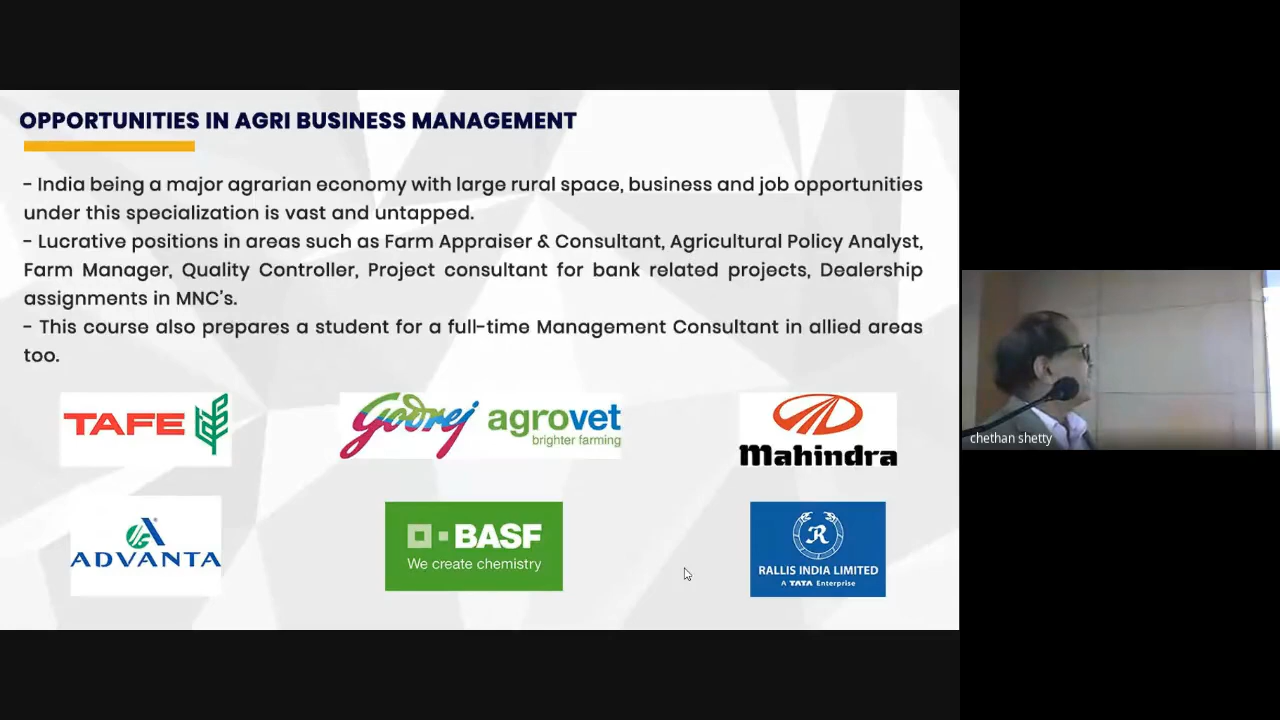 OPPORTUNITIES IN AGRI BUSINESS MANAGEMENT
- India being a major agrarian economy with large rural space, business and job opportunities
under this specialization is vast and untapped.
- Lucrative positions in areas such as Farm Appraiser & Consultant, Agricultural Policy Analyst,
Farm Manager, Quality Controller, Project consultant for bank related projects, Dealership
assignments in MNC's.
- This course also prepares a student for a full-time Management Consultant in allied areas
too.
TAFE
Godrej agrovet
brighter farming
Mahindra
ADVANTA
BASF
We create chemistry
R
RALLIS INDIA LIMITED
A TATA Enterprise
chethan shetty